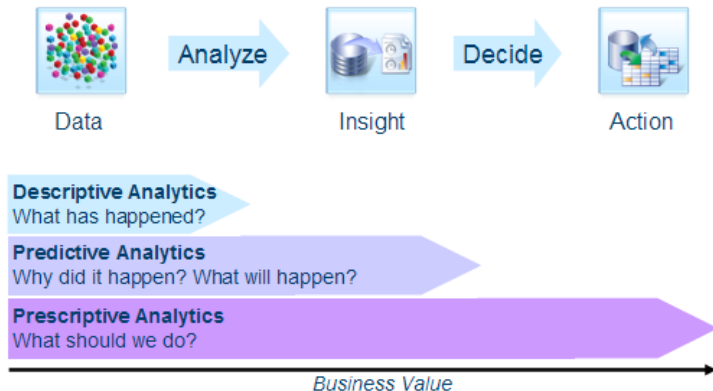 Analyze
Decide
Data
Insight
Action
Descriptive Analytics
What has happened?
Predictive Analytics
Why did it happen? What will happen?
Prescriptive Analytics
What should we do?
Business Value